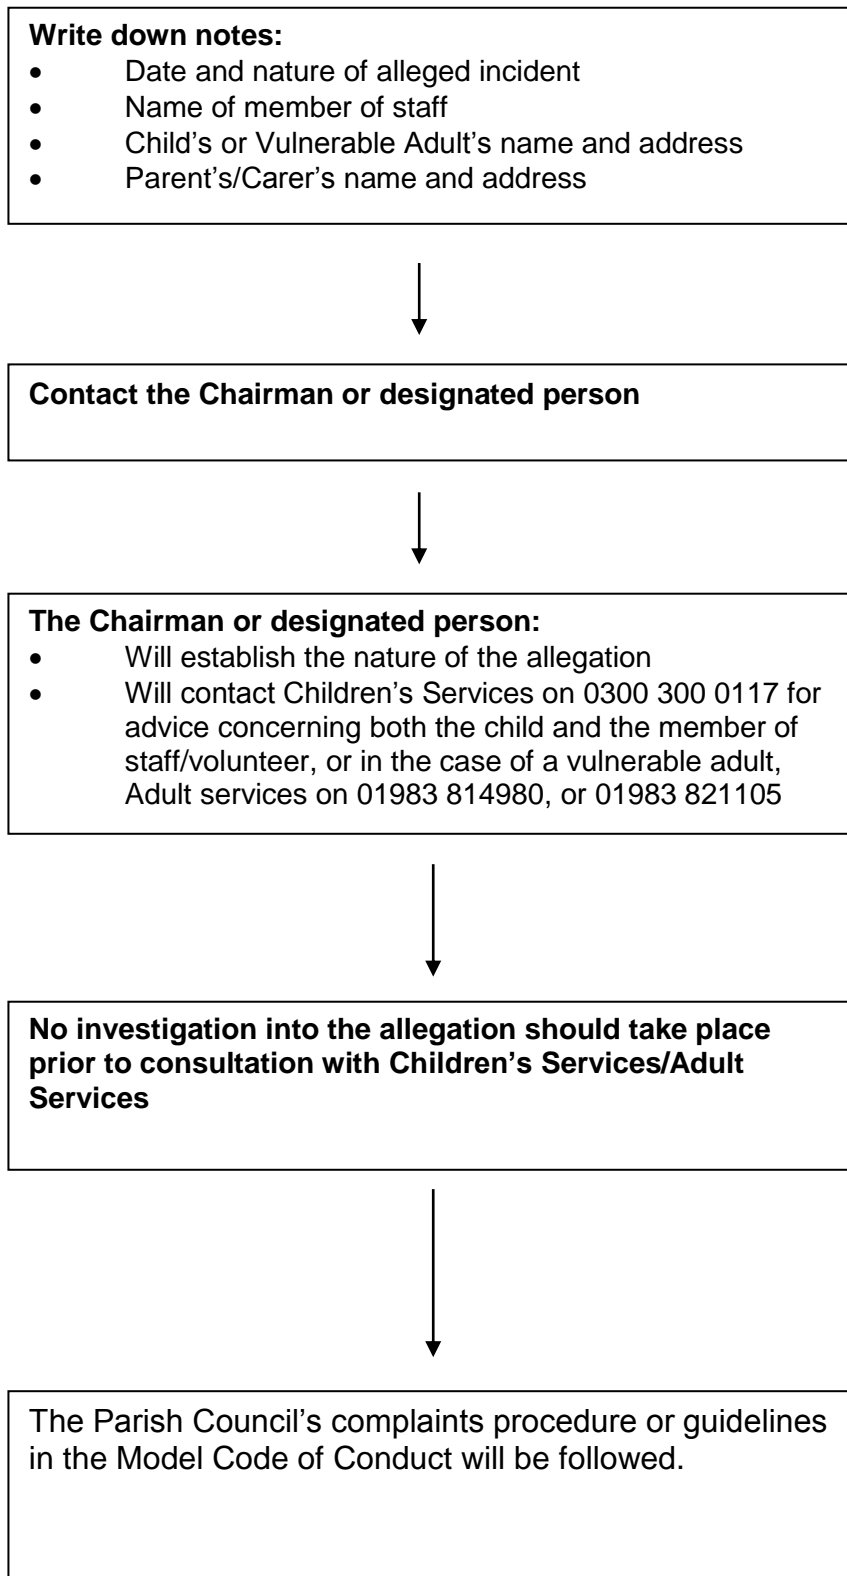 Write down notes:
• Date and nature of alleged incident
• Name of member of staff
• Child’s or Vulnerable Adult’s name and address
• Parent’s/Carer’s name and address
Contact the Chairman or designated person
The Chairman or designated person:
• Will establish the nature of the allegation
• Will contact Children’s Services on 0300 300 0117 for
advice concerning both the child and the member of
staff/volunteer, or in the case of a vulnerable adult,
Adult services on 01983 814980, or 01983 821105
No investigation into the allegation should take place
prior to consultation with Children’s Services/Adult
Services
The Parish Council’s complaints procedure or guidelines
in the Model Code of Conduct will be followed.